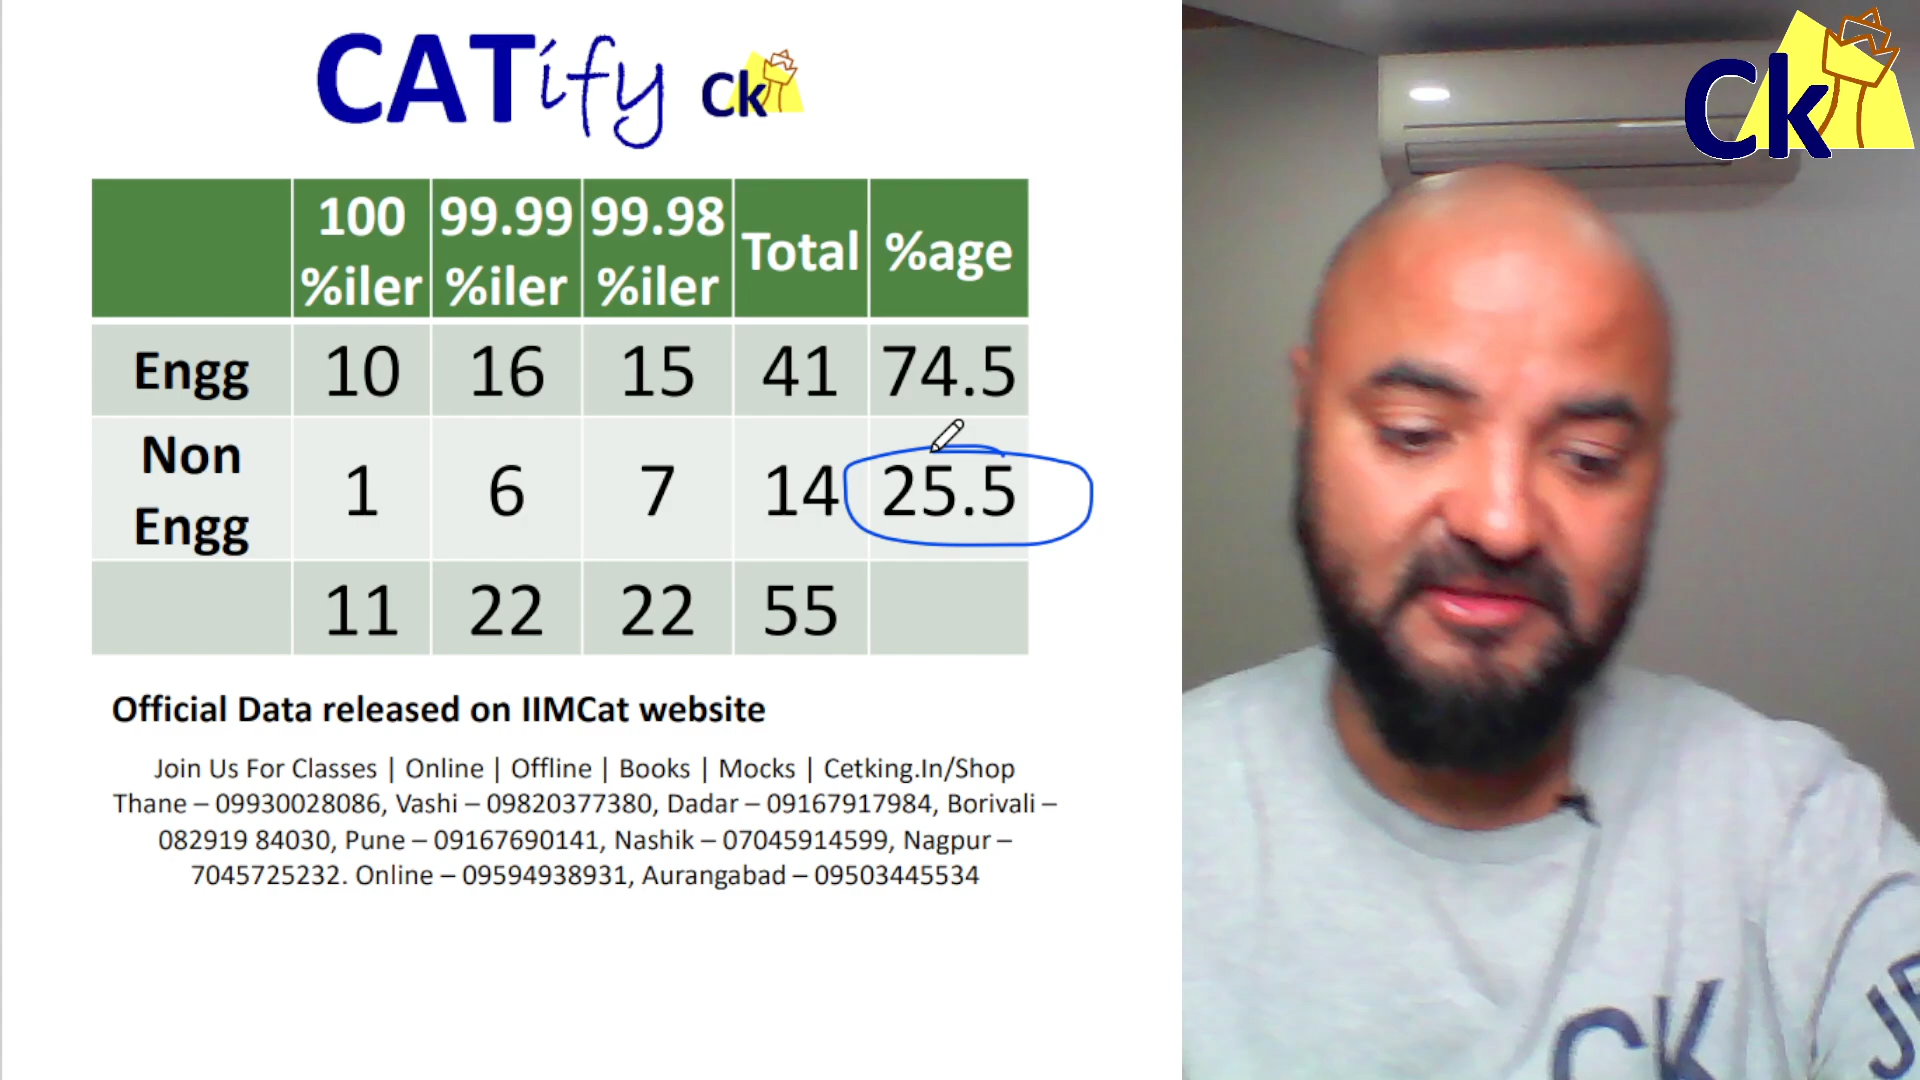 CATify Ck
Ck
100 %iler 99.99 %iler 99.98 %iler Total %age
Engg 10 16 15 41 74.5
Non Engg 1 6 7 14 25.5
11 22 22 55
Official Data released on IIMCat website
Join Us For Classes | Online | Offline | Books | Mocks | Cetking.In/Shop
Thane – 09930028086, Vashi – 09820377380, Dadar – 09167917984, Borivali –
082919 84030, Pune – 09167690141, Nashik – 07045914599, Nagpur –
7045725232. Online – 09594938931, Aurangabad – 09503445534
CK